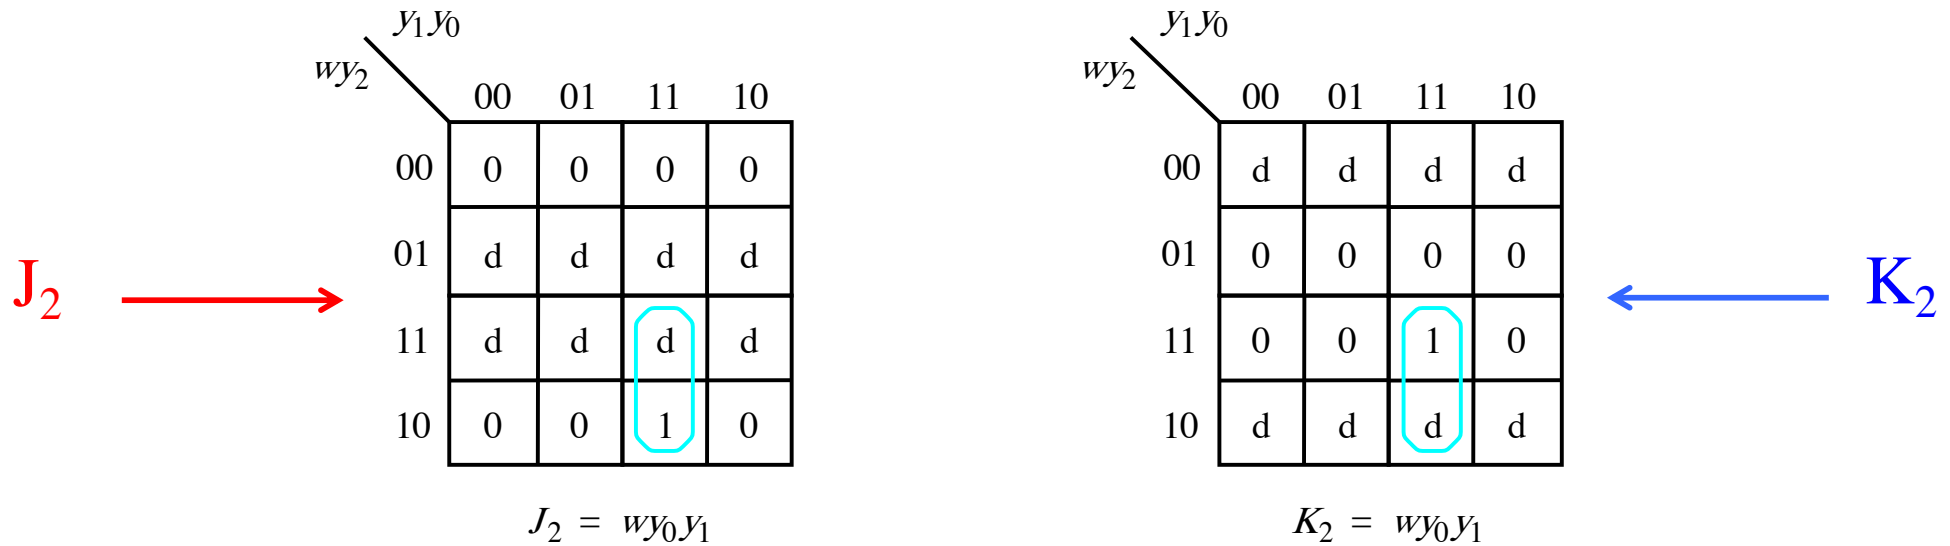 y₁y₀ y₁y₀
wy₂ wy₂
00 01 11 10 00 01 11 10
00 0 0 0 0 00 d d d d
01 d d d d 01 0 0 0 0
J₂ K₂
11 d d d d 11 0 0 1 0
10 0 0 1 0 10 d d d d
J₂ = wy₀y₁ K₂ = wy₀y₁